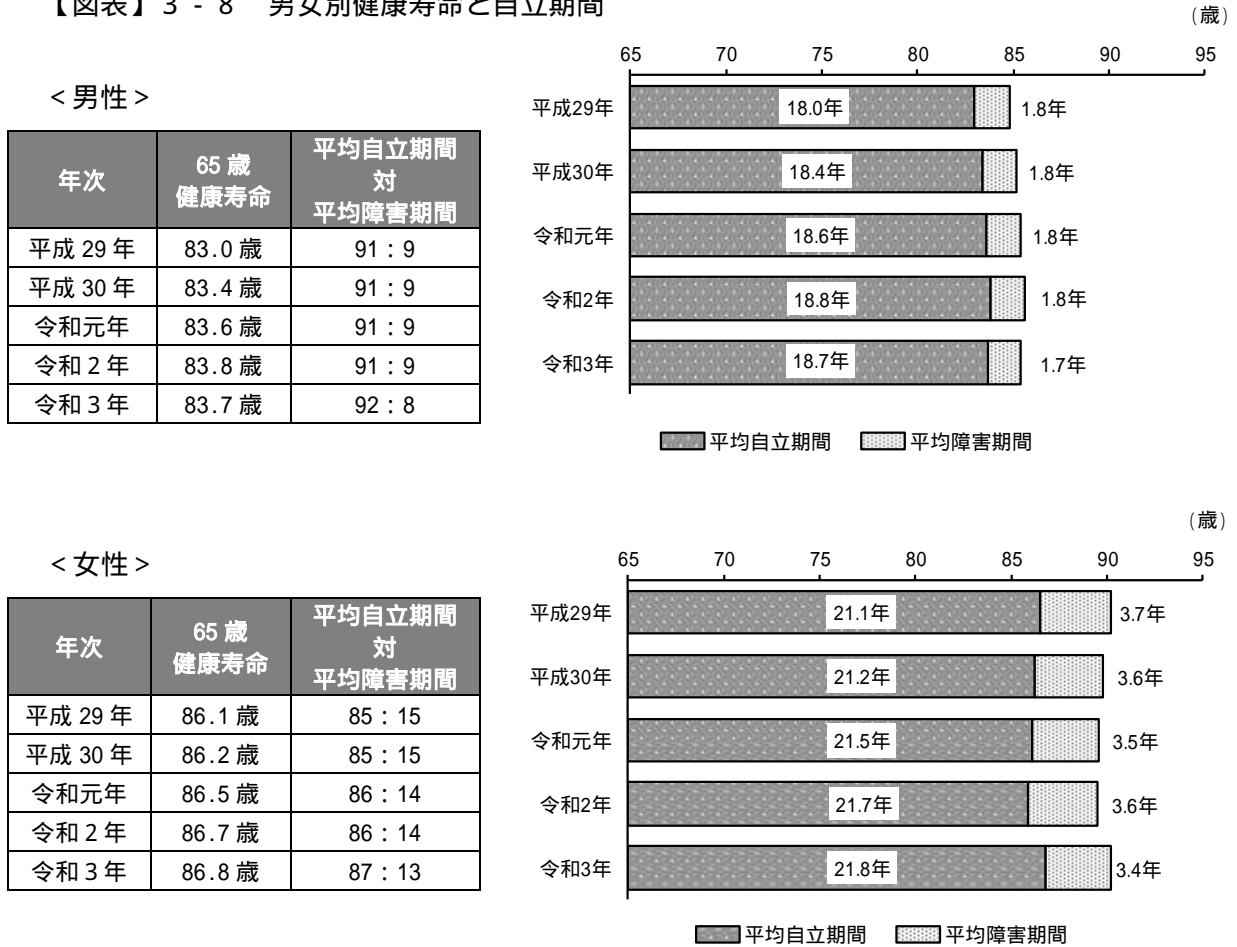 【図表】3-8　男女別健康寿命と自立期間
＜男性＞
年次
65歳
健康寿命
平均自立期間
対
平均障害期間
平成29年 83.0歳 91：9
平成30年 83.4歳 91：9
令和元年 83.6歳 91：9
令和2年 83.8歳 91：9
令和3年 83.7歳 92：8
（歳）
65 70 75 80 85 90 95
平成29年 18.0年 1.8年
平成30年 18.4年 1.8年
令和元年 18.6年 1.8年
令和2年 18.8年 1.8年
令和3年 18.7年 1.7年
平均自立期間 平均障害期間
＜女性＞
年次
65歳
健康寿命
平均自立期間
対
平均障害期間
平成29年 86.1歳 85：15
平成30年 86.2歳 85：15
令和元年 86.5歳 86：14
令和2年 86.7歳 86：14
令和3年 86.8歳 87：13
（歳）
65 70 75 80 85 90 95
平成29年 21.1年 3.7年
平成30年 21.2年 3.6年
令和元年 21.5年 3.5年
令和2年 21.7年 3.6年
令和3年 21.8年 3.4年
平均自立期間 平均障害期間